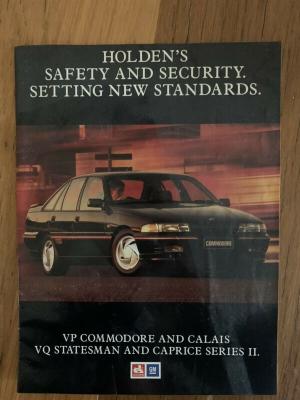 HOLDEN'S
SAFETY AND SECURITY.
SETTING NEW STANDARDS.
COMMODORE
VP COMMODORE AND CALAIS
VQ STATESMAN AND CAPRICE SERIES II.
GM